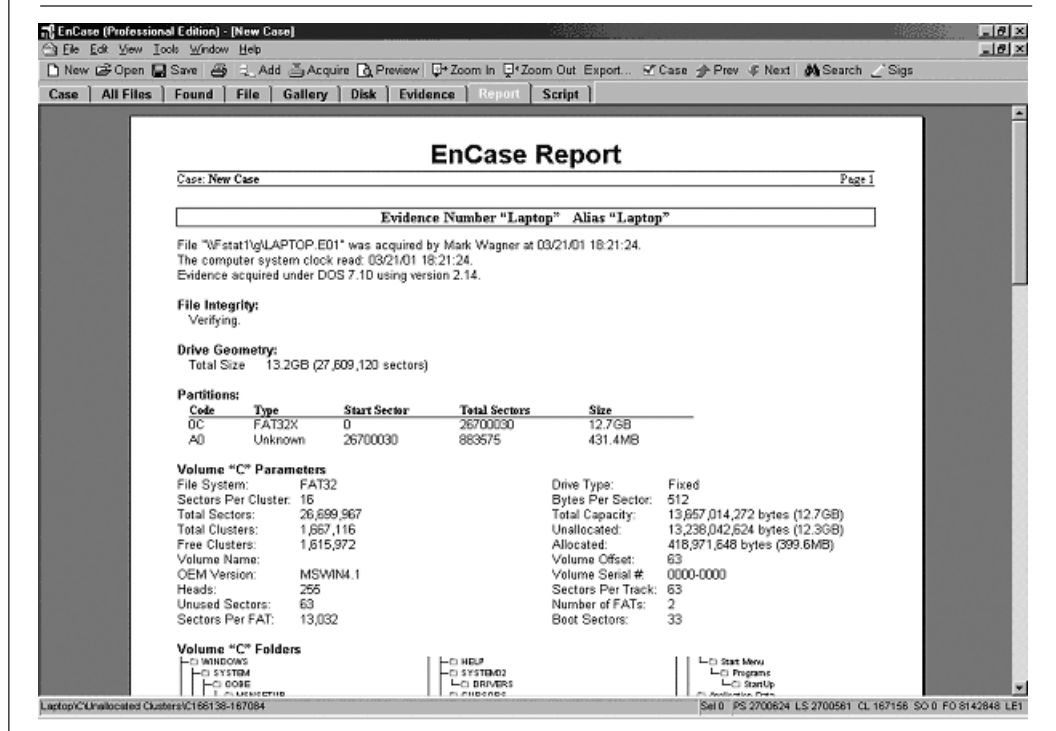 EnCase (Professional Edition) - [New Case]
File Edit View Tools Window Help
New Open Save Add Acquire Preview Zoom In Zoom Out Export... Case Prev Next Search Sigs
Case All Files Found File Gallery Disk Evidence Report Script
EnCase Report
Case: New Case Page 1
Evidence Number “Laptop” Alias “Laptop”
File "\\Fstat1\g\LAPTOP.E01" was acquired by Mark Wagner at 03/21/01 18:21:24.
The computer system clock read: 03/21/01 18:21:24.
Evidence acquired under DOS 7.10 using version 2.14.
File Integrity:
Verifying.
Drive Geometry:
Total Size 13.2GB (27,609,120 sectors)
Partitions:
Code Type Start Sector Total Sectors Size
0C FAT32X 0 26700030 12.7GB
A0 Unknown 26700030 883575 431.4MB
Volume “C” Parameters
File System: FAT32 Drive Type: Fixed
Sectors Per Cluster: 16 Bytes Per Sector: 512
Total Sectors: 26,699,967 Total Capacity: 13,657,014,272 bytes (12.7GB)
Total Clusters: 1,667,116 Unallocated: 13,238,042,624 bytes (12.3GB)
Free Clusters: 1,615,972 Allocated: 418,971,648 bytes (399.6MB)
Volume Name: Volume Offset: 63
OEM Version: MSWIN4.1 Volume Serial #: 0000-0000
Heads: 255 Sectors Per Track: 63
Unused Sectors: 63 Number of FATs: 2
Sectors Per FAT: 13,032 Boot Sectors: 33
Volume “C” Folders
WINDOWS HELP Start Menu
SYSTEM SYSTEM32 Programs
OOBE DRIVERS StartUp
MSNSETUP CURSORS Application Data
Laptop\C\Unallocated Clusters\C166138-167084 Sel 0 PS 2700624 LS 2700561 CL 167156 SO 0 FO 8142848 LE1